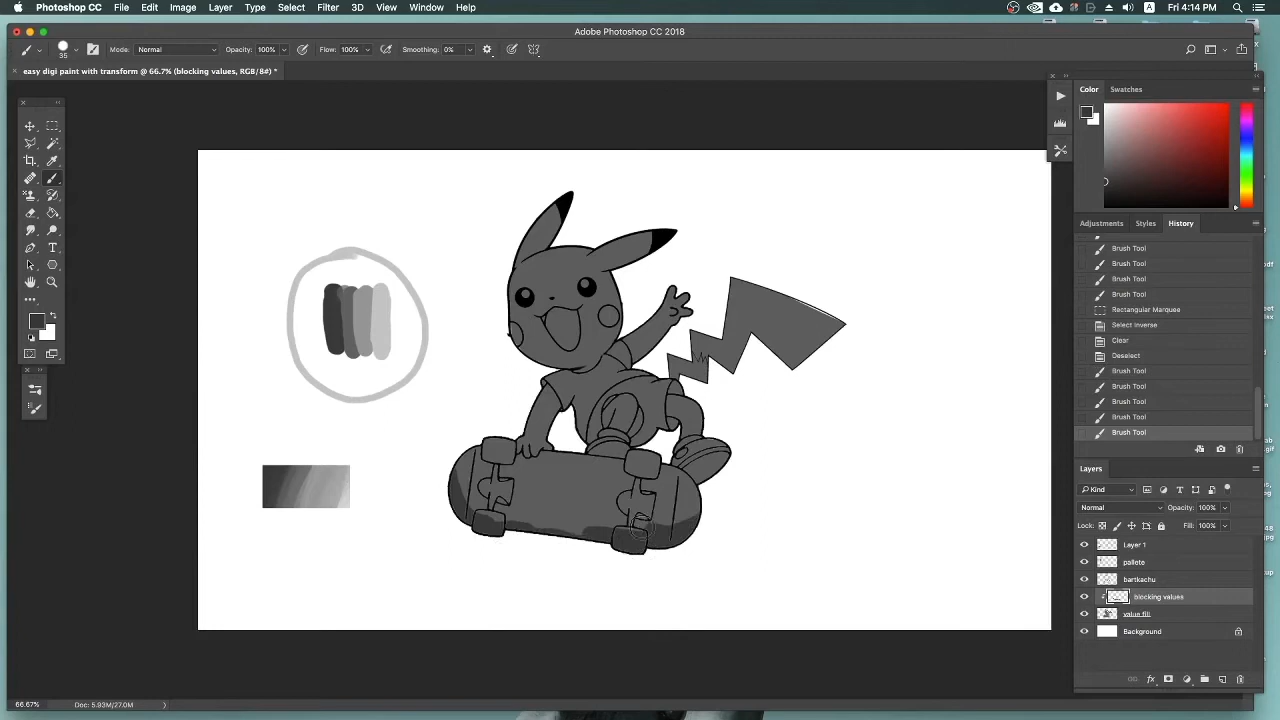 Photoshop CC File Edit Image Layer Type Select Filter 3D View Window Help A Fri 4:14 PM
Adobe Photoshop CC 2018
35 Mode: Normal Opacity: 100% Flow: 100% Smoothing: 0%
easy digi paint with transform @ 66.7% (blocking values, RGB/8#) *
Color Swatches
Adjustments Styles History
Brush Tool
Brush Tool
Brush Tool
Brush Tool
Rectangular Marquee
Select Inverse
Clear
Deselect
Brush Tool
Brush Tool
Brush Tool
Brush Tool
Brush Tool
Layers
Kind
Normal Opacity: 100%
Lock: Fill: 100%
Layer 1
pallete
bartkachu
blocking values
value fill
Background
66.67% Doc: 5.93M/27.0M